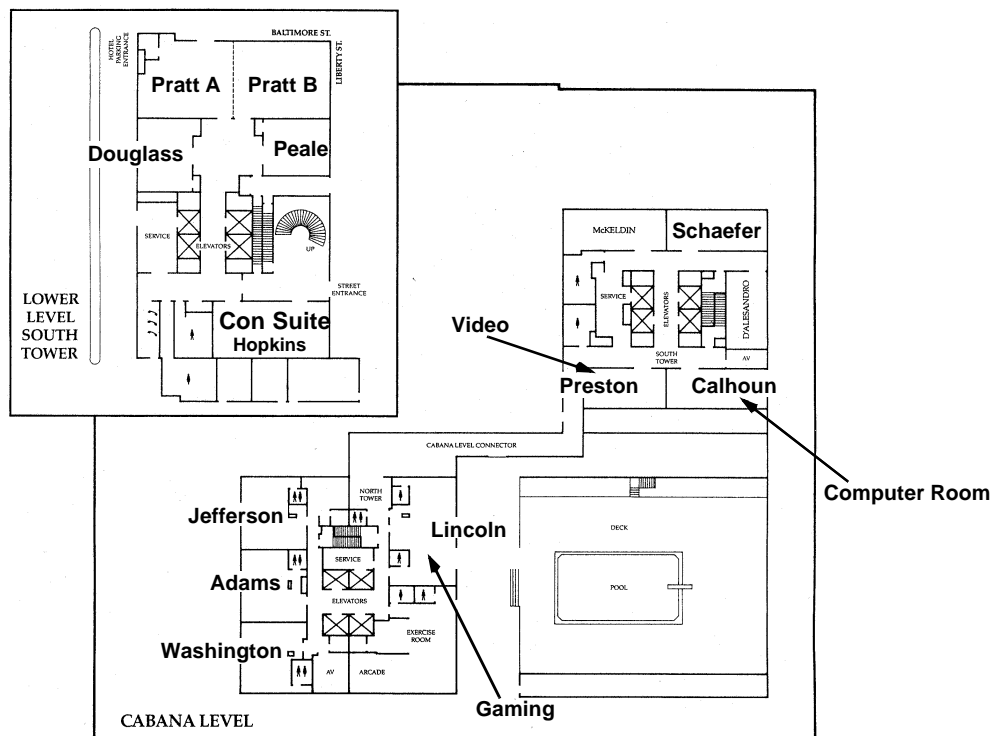 BALTIMORE ST.
HOTEL
PARKING
ENTRANCE
LIBERTY ST.
Pratt A
Pratt B
Douglass
Peale
SERVICE
ELEVATORS
UP
STREET
ENTRANCE
LOWER
LEVEL
SOUTH
TOWER
Con Suite
Hopkins
McKELDIN
Schaefer
SERVICE
ELEVATORS
D'ALESANDRO
Video
SOUTH
TOWER
AV
Preston
Calhoun
CABANA LEVEL CONNECTOR
Computer Room
NORTH
TOWER
Jefferson
Lincoln
DECK
SERVICE
Adams
ELEVATORS
POOL
EXERCISE
ROOM
Washington
AV
ARCADE
Gaming
CABANA LEVEL